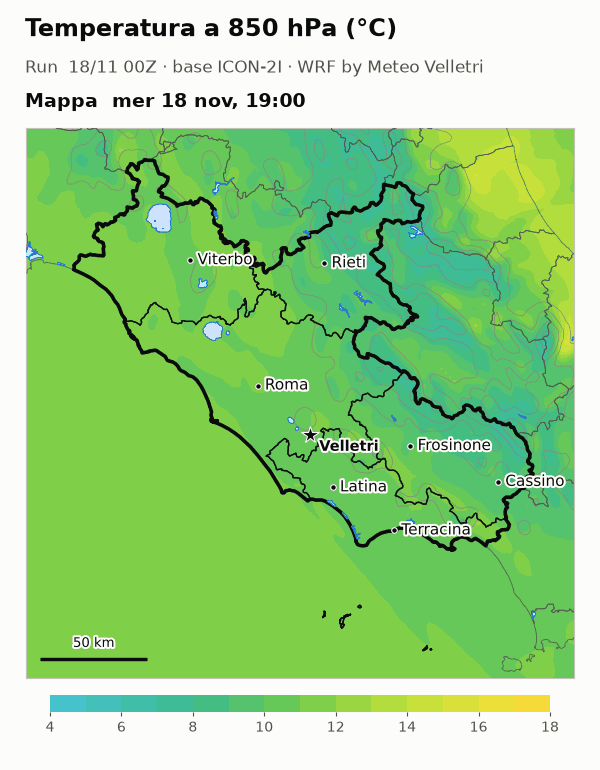 Temperatura a 850 hPa (°C)
Run 18/11 00Z · base ICON-2I · WRF by Meteo Velletri
Mappa mer 18 nov, 19:00
Viterbo
Rieti
Roma
Velletri
Frosinone
Latina
Cassino
Terracina
50 km
4 6 8 10 12 14 16 18